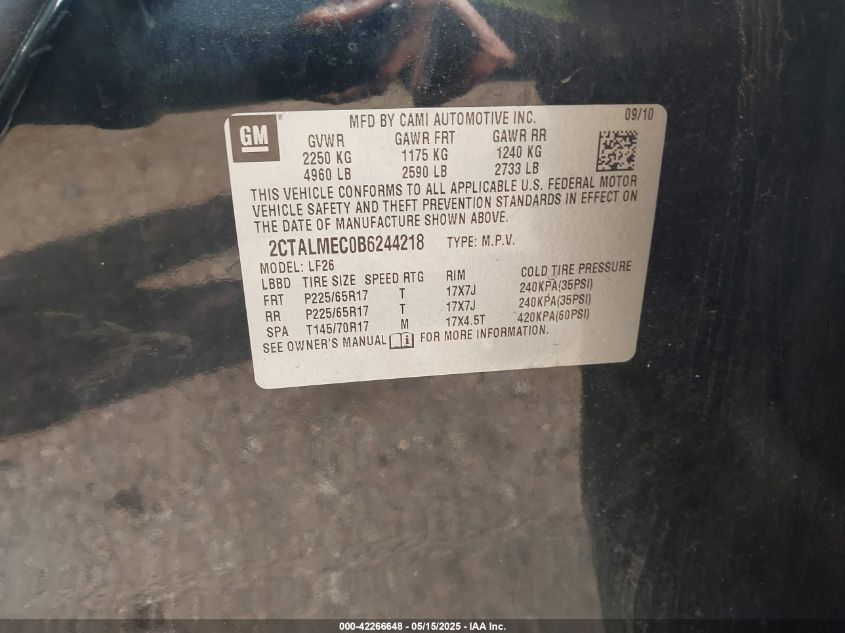 MFD BY CAMI AUTOMOTIVE INC. 09/10
GM®
GVWR GAWR FRT GAWR RR
2250 KG 1175 KG 1240 KG
4960 LB 2590 LB 2733 LB
THIS VEHICLE CONFORMS TO ALL APPLICABLE U.S. FEDERAL MOTOR
VEHICLE SAFETY AND THEFT PREVENTION STANDARDS IN EFFECT ON
THE DATE OF MANUFACTURE SHOWN ABOVE.
2CTALMEC0B6244218 TYPE: M.P.V.
MODEL: LF26
LBBD TIRE SIZE SPEED RTG RIM COLD TIRE PRESSURE
FRT P225/65R17 T 17X7J 240KPA(35PSI)
RR P225/65R17 T 17X7J 240KPA(35PSI)
SPA T145/70R17 M 17X4.5T 420KPA(60PSI)
SEE OWNER'S MANUAL FOR MORE INFORMATION.
000-42266648 - 05/15/2025 - IAA Inc.